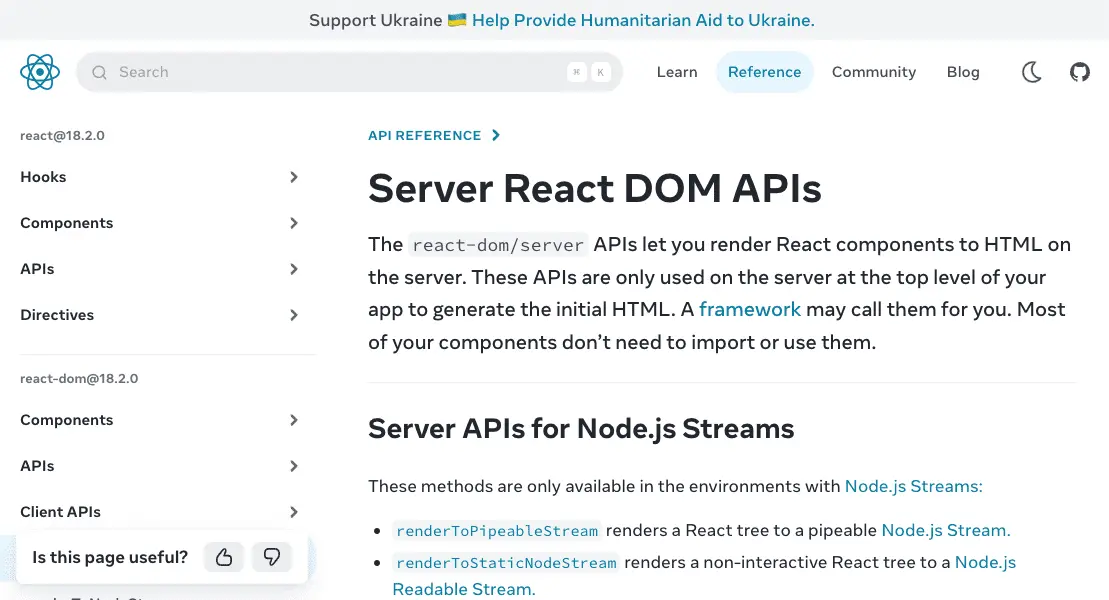 Support Ukraine 🇺🇦 Help Provide Humanitarian Aid to Ukraine.
Search ⌘ K Learn Reference Community Blog
react@18.2.0
Hooks
Components
APIs
Directives
react-dom@18.2.0
Components
APIs
Client APIs
Is this page useful?
API REFERENCE
Server React DOM APIs
The react-dom/server APIs let you render React components to HTML on
the server. These APIs are only used on the server at the top level of your
app to generate the initial HTML. A framework may call them for you. Most
of your components don’t need to import or use them.
Server APIs for Node.js Streams
These methods are only available in the environments with Node.js Streams:
• renderToPipeableStream renders a React tree to a pipeable Node.js Stream.
• renderToStaticNodeStream renders a non-interactive React tree to a Node.js
Readable Stream.